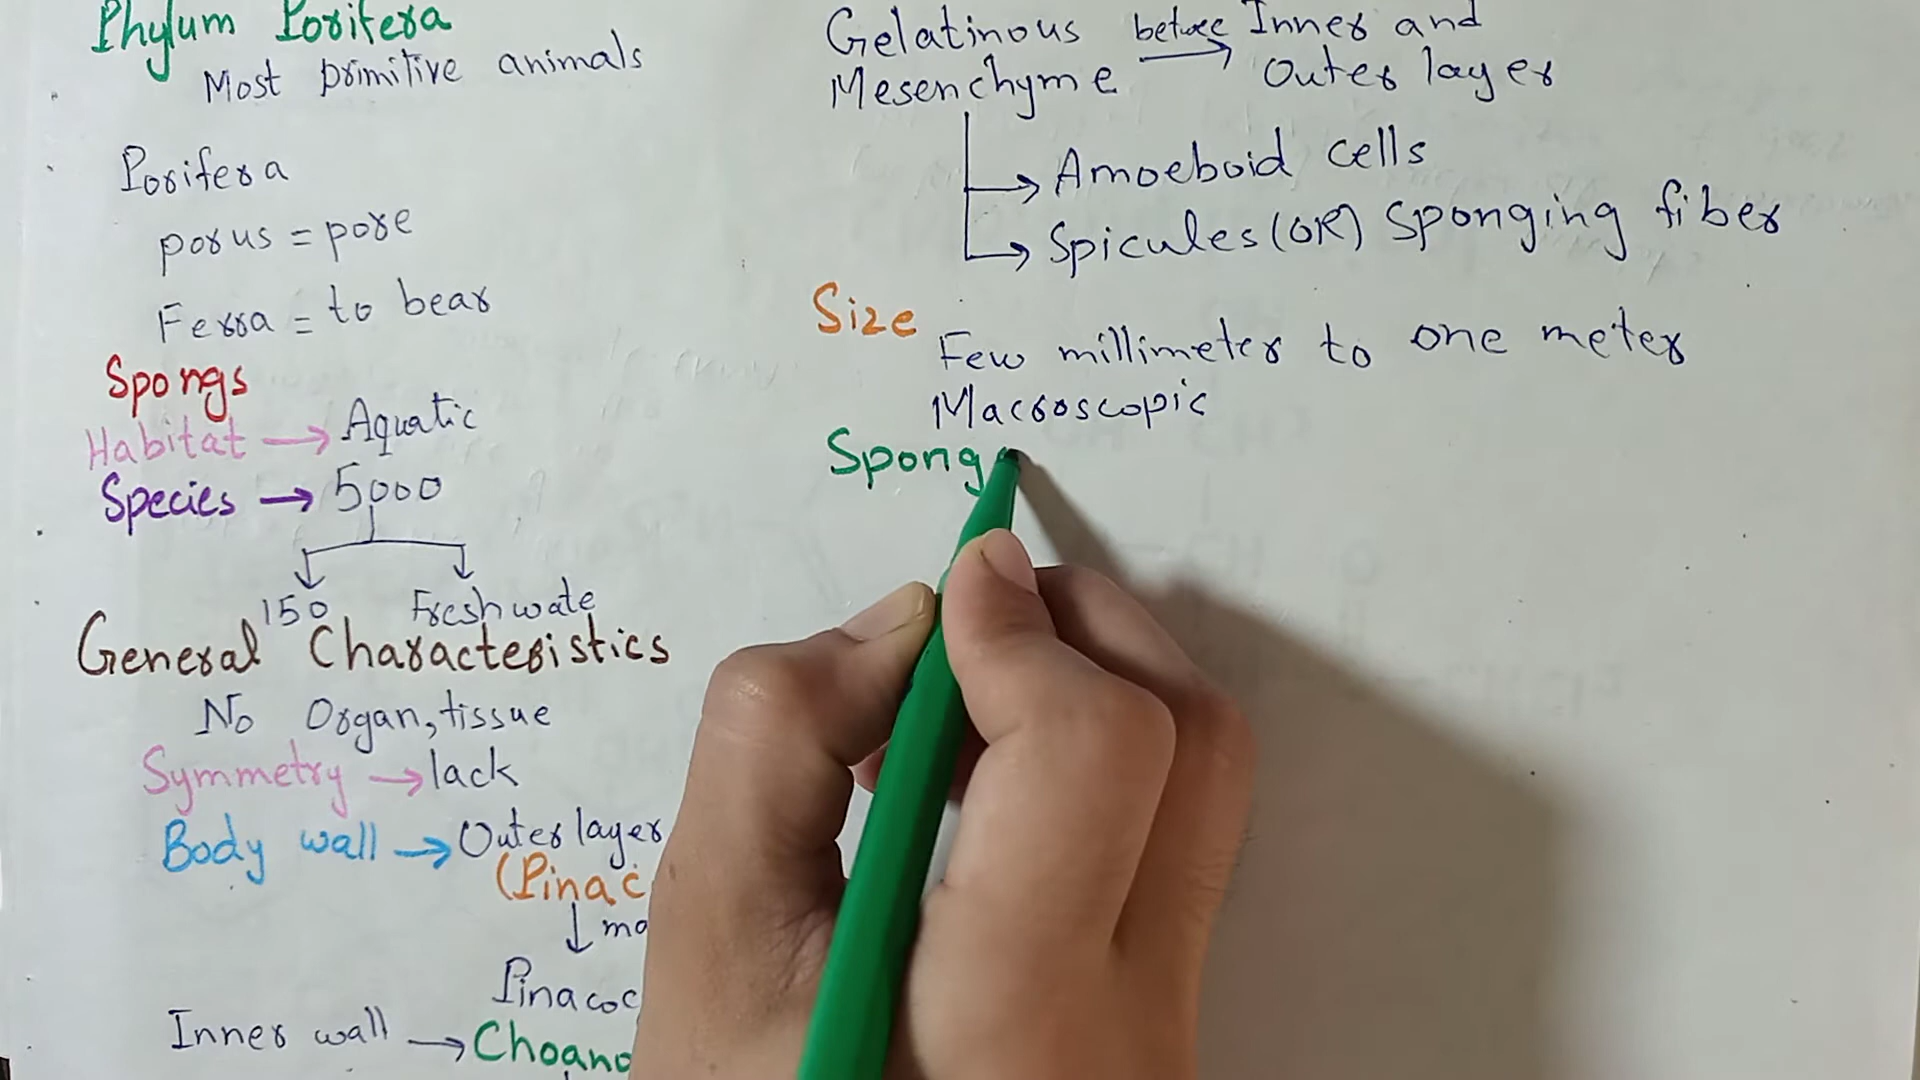 Phylum Porifera
Most primitive animals
Porifera
porus = pore
Ferra = to bear
Spongs
Habitat → Aquatic
Species → 5000
150 Freshwate
General Characteristics
No Organ, tissue
Symmetry → lack
Body wall → Outer layer
(Pinac
↓ mo
Pinacoc
Inner wall → Choano
Gelatinous betwee Inner and
Mesenchyme → Outer layer
→ Amoeboid cells
→ Spicules (OR) Sponging fiber
Size
Few millimeter to one meter
Macroscopic
Spong